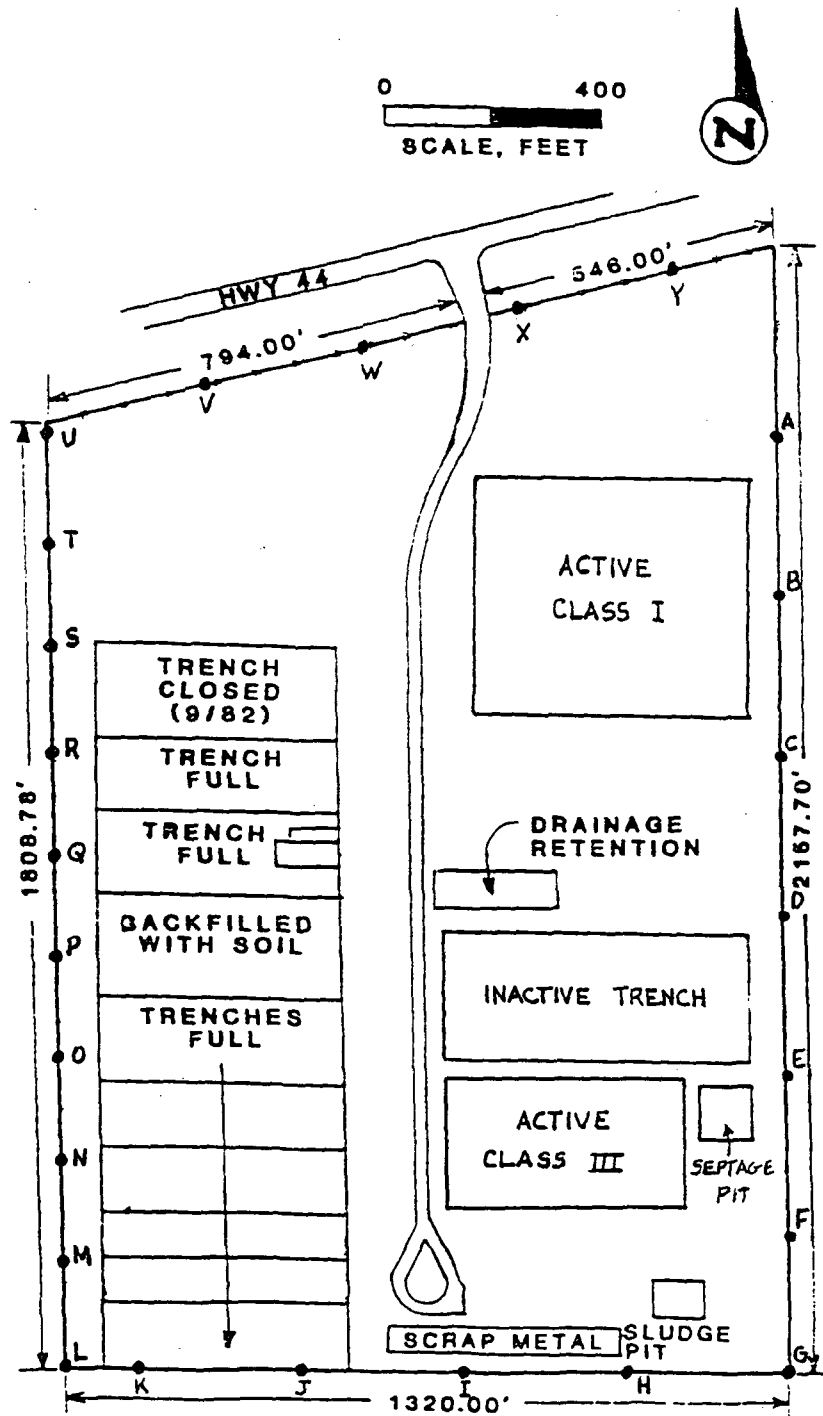 0 400
SCALE, FEET
N
HWY 44
546.00'
794.00'
Y
X
W
V
U
A
T
B
ACTIVE
CLASS I
S
TRENCH
CLOSED
(9/82)
R
TRENCH
FULL
C
1808.78'
2167.70'
TRENCH
FULL
Q
DRAINAGE
RETENTION
D
BACKFILLED
WITH SOIL
P
INACTIVE TRENCH
TRENCHES
FULL
O
E
ACTIVE
CLASS III
SEPTAGE
PIT
N
F
M
L
SCRAP METAL
SLUDGE
PIT
G
K
J
I
H
1320.00'